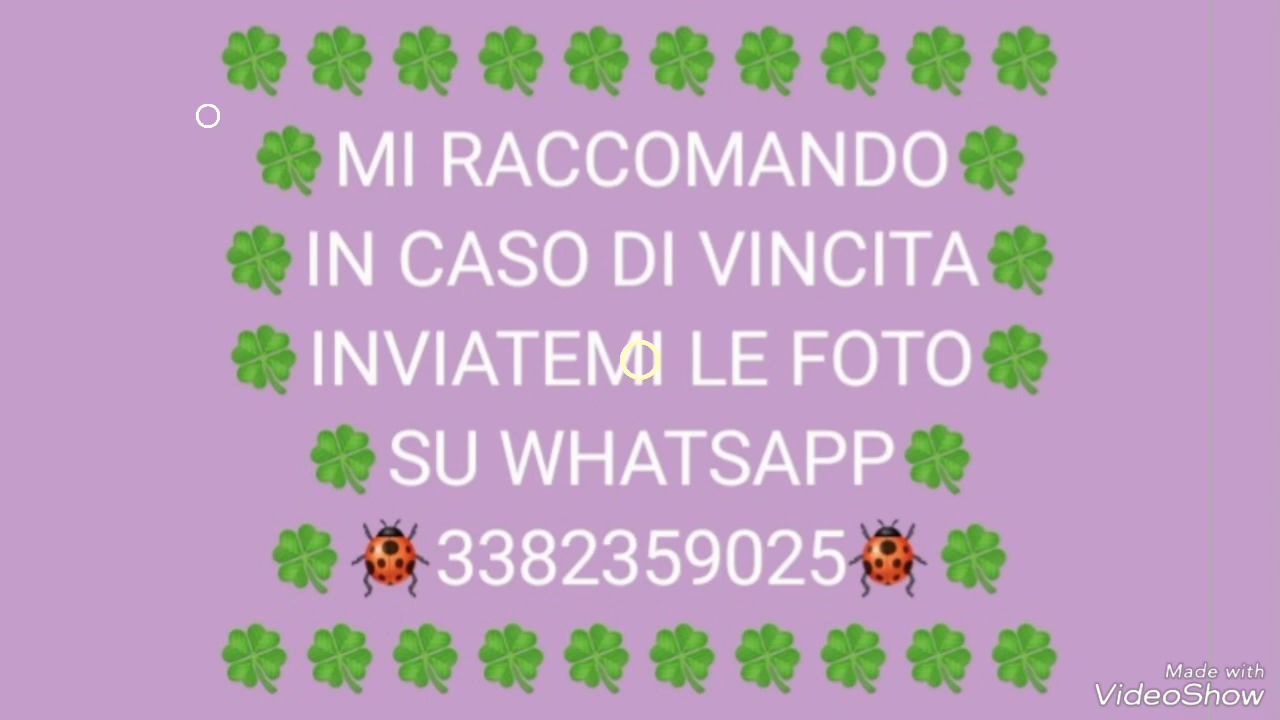 🍀🍀🍀🍀🍀🍀🍀🍀🍀🍀
🍀MI RACCOMANDO🍀
🍀IN CASO DI VINCITA🍀
🍀INVIATEMI LE FOTO🍀
🍀SU WHATSAPP🍀
🍀🐞3382359025🐞🍀
🍀🍀🍀🍀🍀🍀🍀🍀🍀🍀
Made with
VideoShow